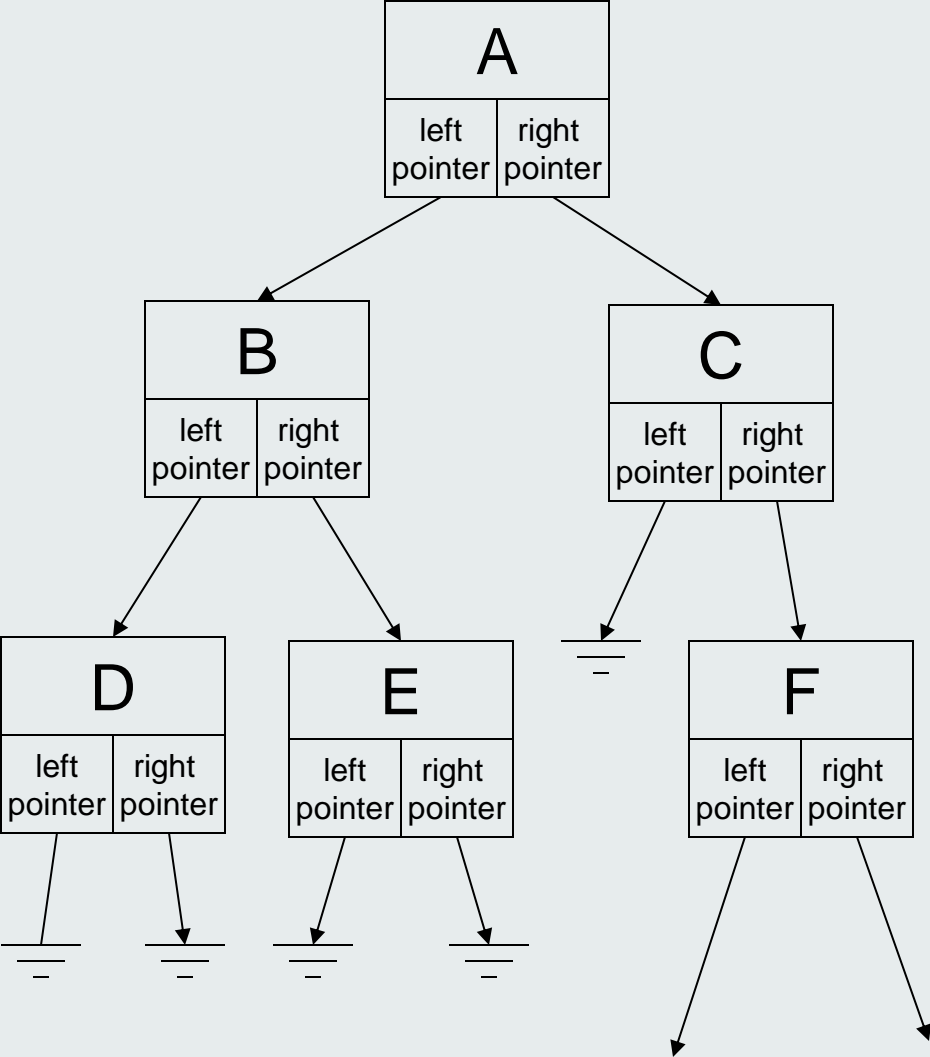 A
left right
pointer pointer
B
left right
pointer pointer
C
left right
pointer pointer
D
left right
pointer pointer
E
left right
pointer pointer
F
left right
pointer pointer